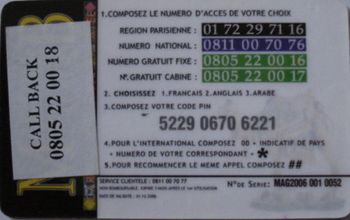 CALL BACK
0805 22 00 18
1.COMPOSEZ LE NUMERO D'ACCES DE VOTRE CHOIX
REGION PARISIENNE : 01 72 29 71 16
NUMERO NATIONAL : 0811 00 70 76
NUMERO GRATUIT FIXE : 0805 22 00 16
N°.GRATUIT CABINE : 0805 22 00 17
2. CHOISISSEZ 1.FRANCAIS 2.ANGLAIS 3.ARABE
3.COMPOSEZ VOTRE CODE PIN
5229 0670 6221
4.POUR L'INTERNATIONAL COMPOSEZ 00 + INDICATIF DE PAYS
+ NUMERO DE VOTRE CORRESPONDANT + *
5.POUR RECOMMENCER LE MEME APPEL COMPOSEZ ##
SERVICE CLIENTELE : 0811 00 70 77
N°DE SERIE: MAG2006 001 0052